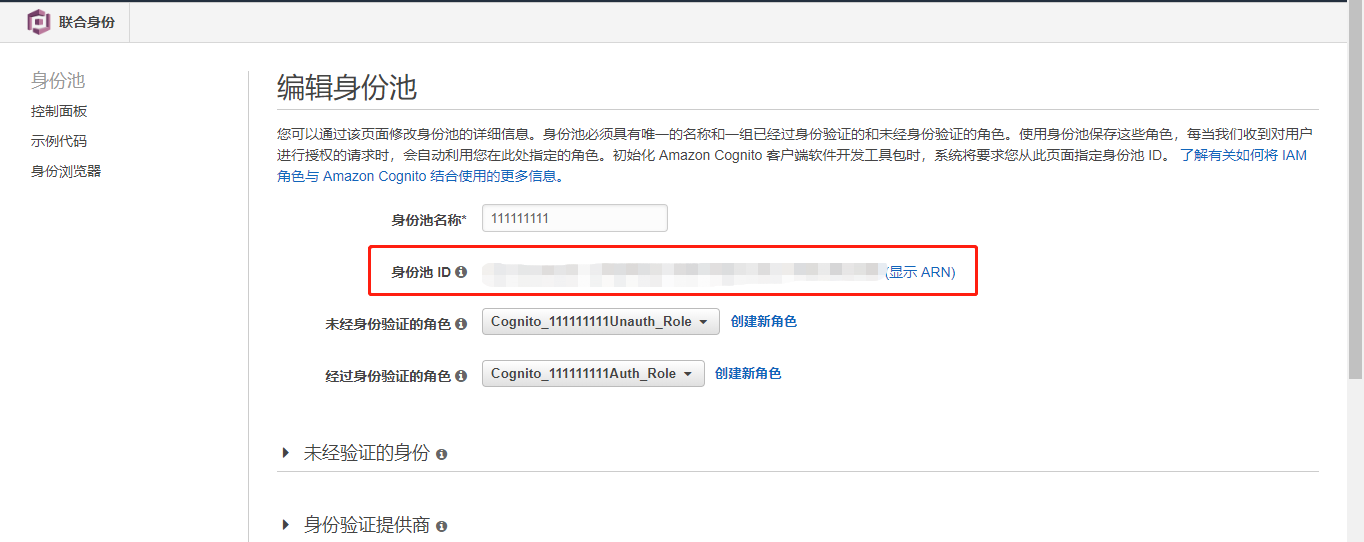 联合身份
身份池
控制面板
示例代码
身份浏览器
编辑身份池
您可以通过该页面修改身份池的详细信息。身份池必须具有唯一的名称和一组已经过身份验证的和未经身份验证的角色。使用身份池保存这些角色，每当我们收到对用户
进行授权的请求时，会自动利用您在此处指定的角色。初始化 Amazon Cognito 客户端软件开发工具包时，系统将要求您从此页面指定身份池 ID。 了解有关如何将 IAM
角色与 Amazon Cognito 结合使用的更多信息。
身份池名称* 111111111
身份池 ID (显示 ARN)
未经身份验证的角色 Cognito_111111111Unauth_Role 创建新角色
经过身份验证的角色 Cognito_111111111Auth_Role 创建新角色
未经验证的身份
身份验证提供商